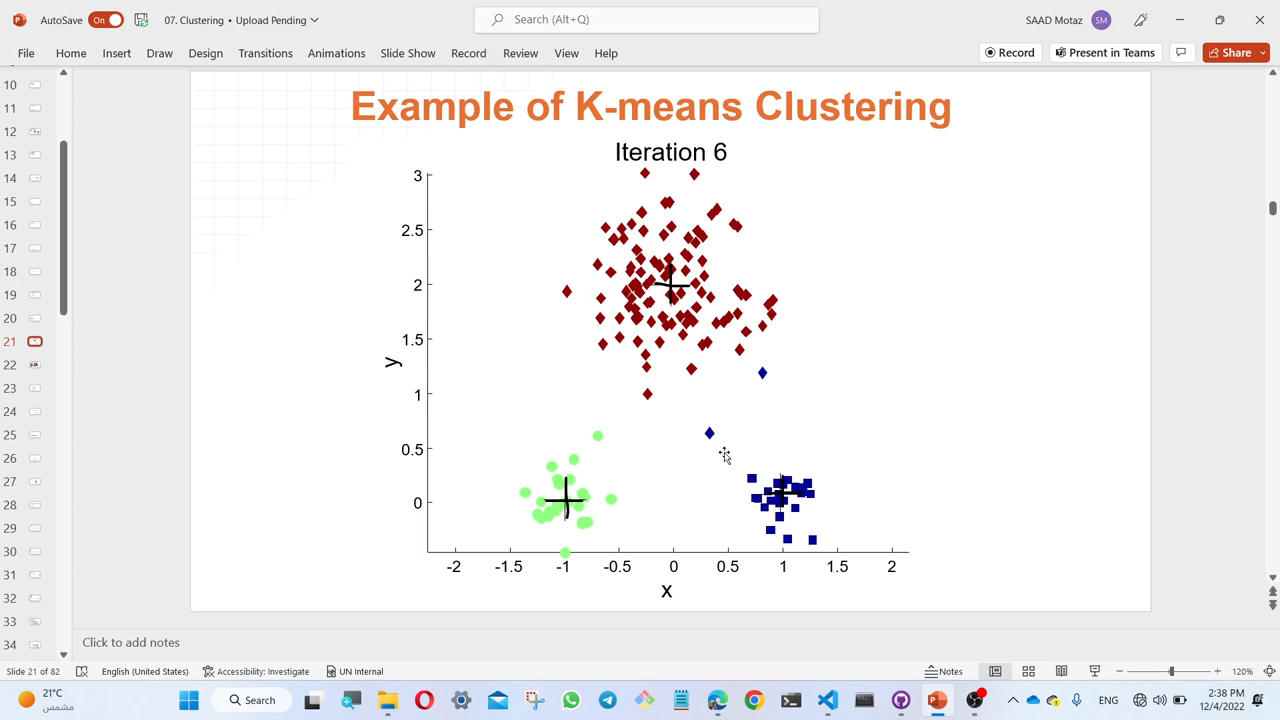 AutoSave On 07. Clustering • Upload Pending Search (Alt+Q) SAAD Motaz SM
File Home Insert Draw Design Transitions Animations Slide Show Record Review View Help Record Present in Teams Share
10
11
12
13
14
15
16
17
18
19
20
21
22
23
24
25
26
27
28
29
30
31
32
33
34
Example of K-means Clustering
Iteration 6
3
2.5
2
1.5
1
0.5
0
y
-2 -1.5 -1 -0.5 0 0.5 1 1.5 2
x
Click to add notes
Slide 21 of 82 English (United States) Accessibility: Investigate UN Internal Notes 120%
21°C
مشمس
Search
ENG
2:38 PM
12/4/2022